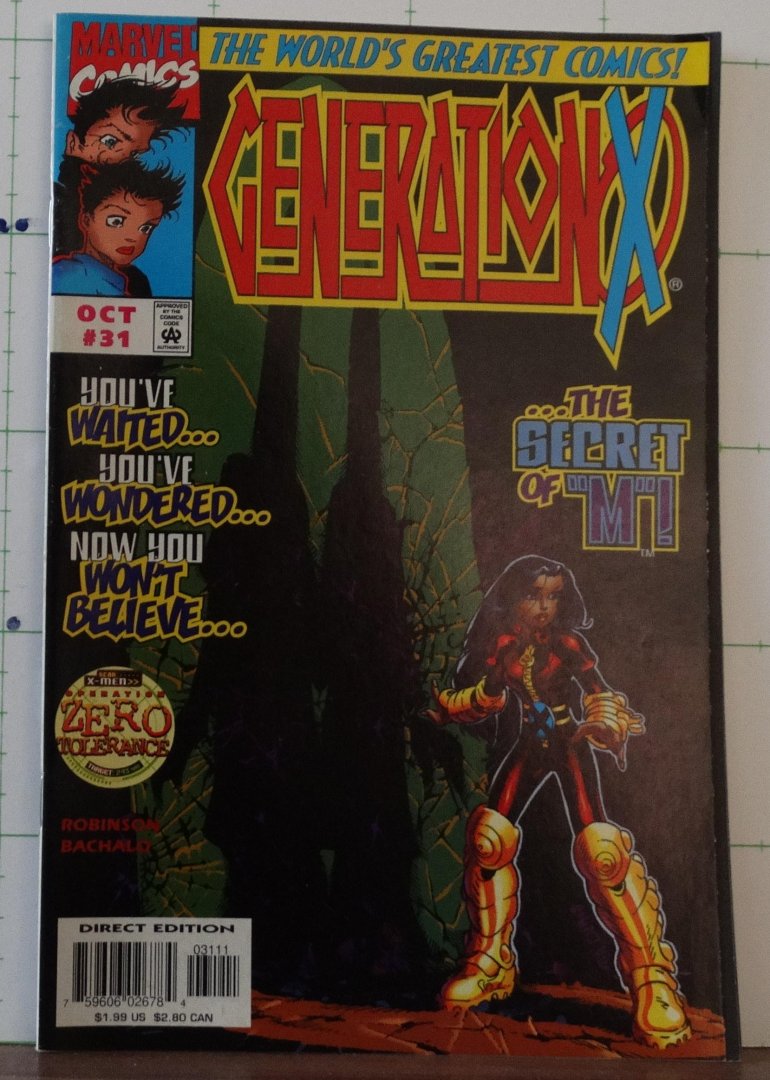 MARVEL
COMICS
THE WORLD'S GREATEST COMICS!
GENERATION X
®
OCT
#31
APPROVED
BY THE
COMICS
CODE
CA
AUTHORITY
YOU'VE
WAITED...
YOU'VE
WONDERED...
NOW YOU
WON'T
BELIEVE...
...THE
SECRET
OF "M"!
TM
X-MEN>>
OPERATION
ZERO
TOLERANCE
ROBINSON
BACHALO
DIRECT EDITION
03111
7 59606 02678 4
$1.99 US $2.80 CAN